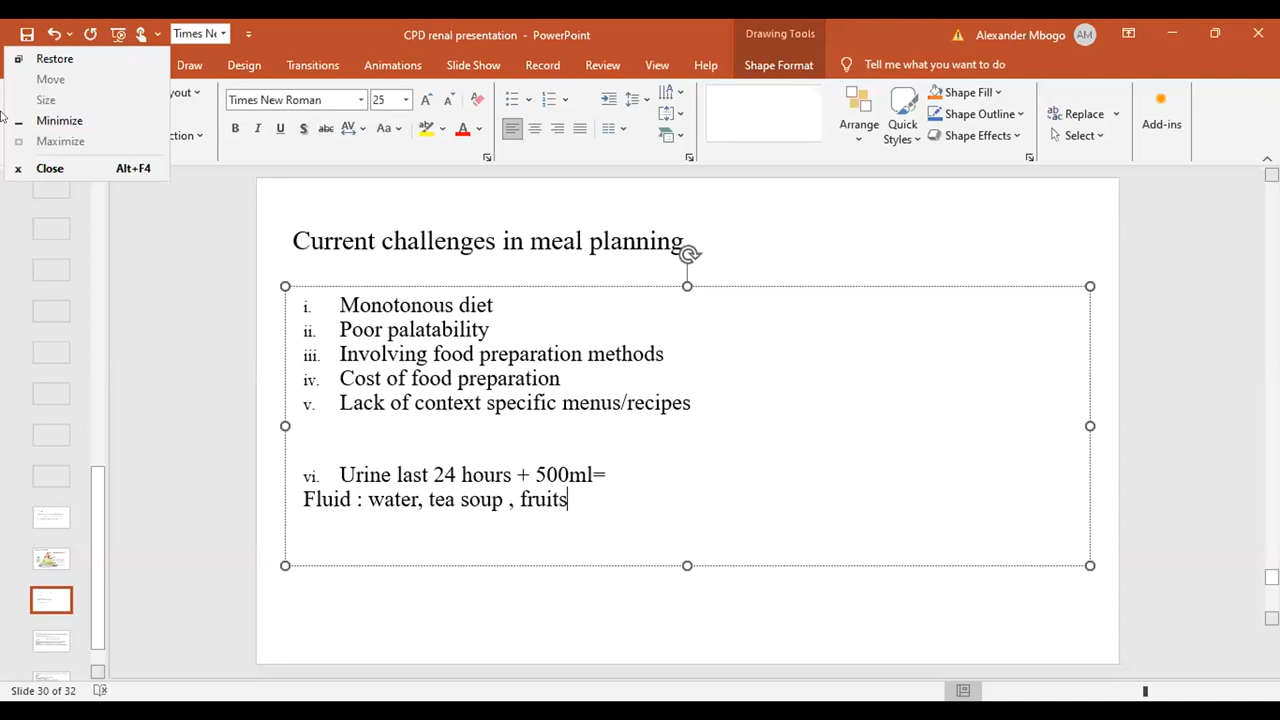 Times Ne
CPD renal presentation - PowerPoint
Drawing Tools
Alexander Mbogo
AM
Restore
Move
Size
Minimize
Maximize
Close Alt+F4
Draw
Design
Transitions
Animations
Slide Show
Record
Review
View
Help
Shape Format
Tell me what you want to do
yout
ction
Times New Roman
25
B I U S abc AV Aa A
Arrange
Quick
Styles
Shape Fill
Shape Outline
Shape Effects
Replace
Select
Add-ins
Current challenges in meal planning
i. Monotonous diet
ii. Poor palatability
iii. Involving food preparation methods
iv. Cost of food preparation
v. Lack of context specific menus/recipes
vi. Urine last 24 hours + 500ml=
Fluid : water, tea soup , fruits
Slide 30 of 32